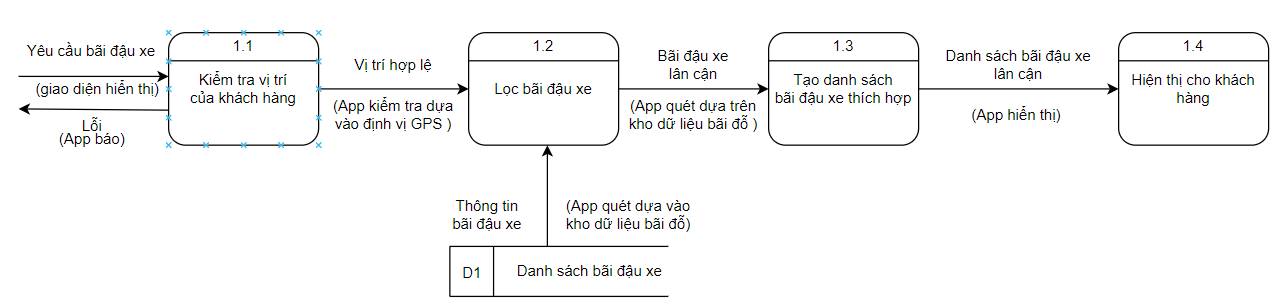 Yêu cầu bãi đậu xe
(giao diện hiển thị)
Lỗi
(App báo)
1.1
Kiểm tra vị trí
của khách hàng
Vị trí hợp lệ
(App kiểm tra dựa
vào định vị GPS )
1.2
Lọc bãi đậu xe
Bãi đậu xe
lân cận
(App quét dựa trên
kho dữ liệu bãi đỗ )
1.3
Tạo danh sách
bãi đậu xe thích hợp
Danh sách bãi đậu xe
lân cận
(App hiển thị)
1.4
Hiện thị cho khách
hàng
Thông tin
bãi đậu xe
(App quét dựa vào
kho dữ liệu bãi đỗ)
D1
Danh sách bãi đậu xe